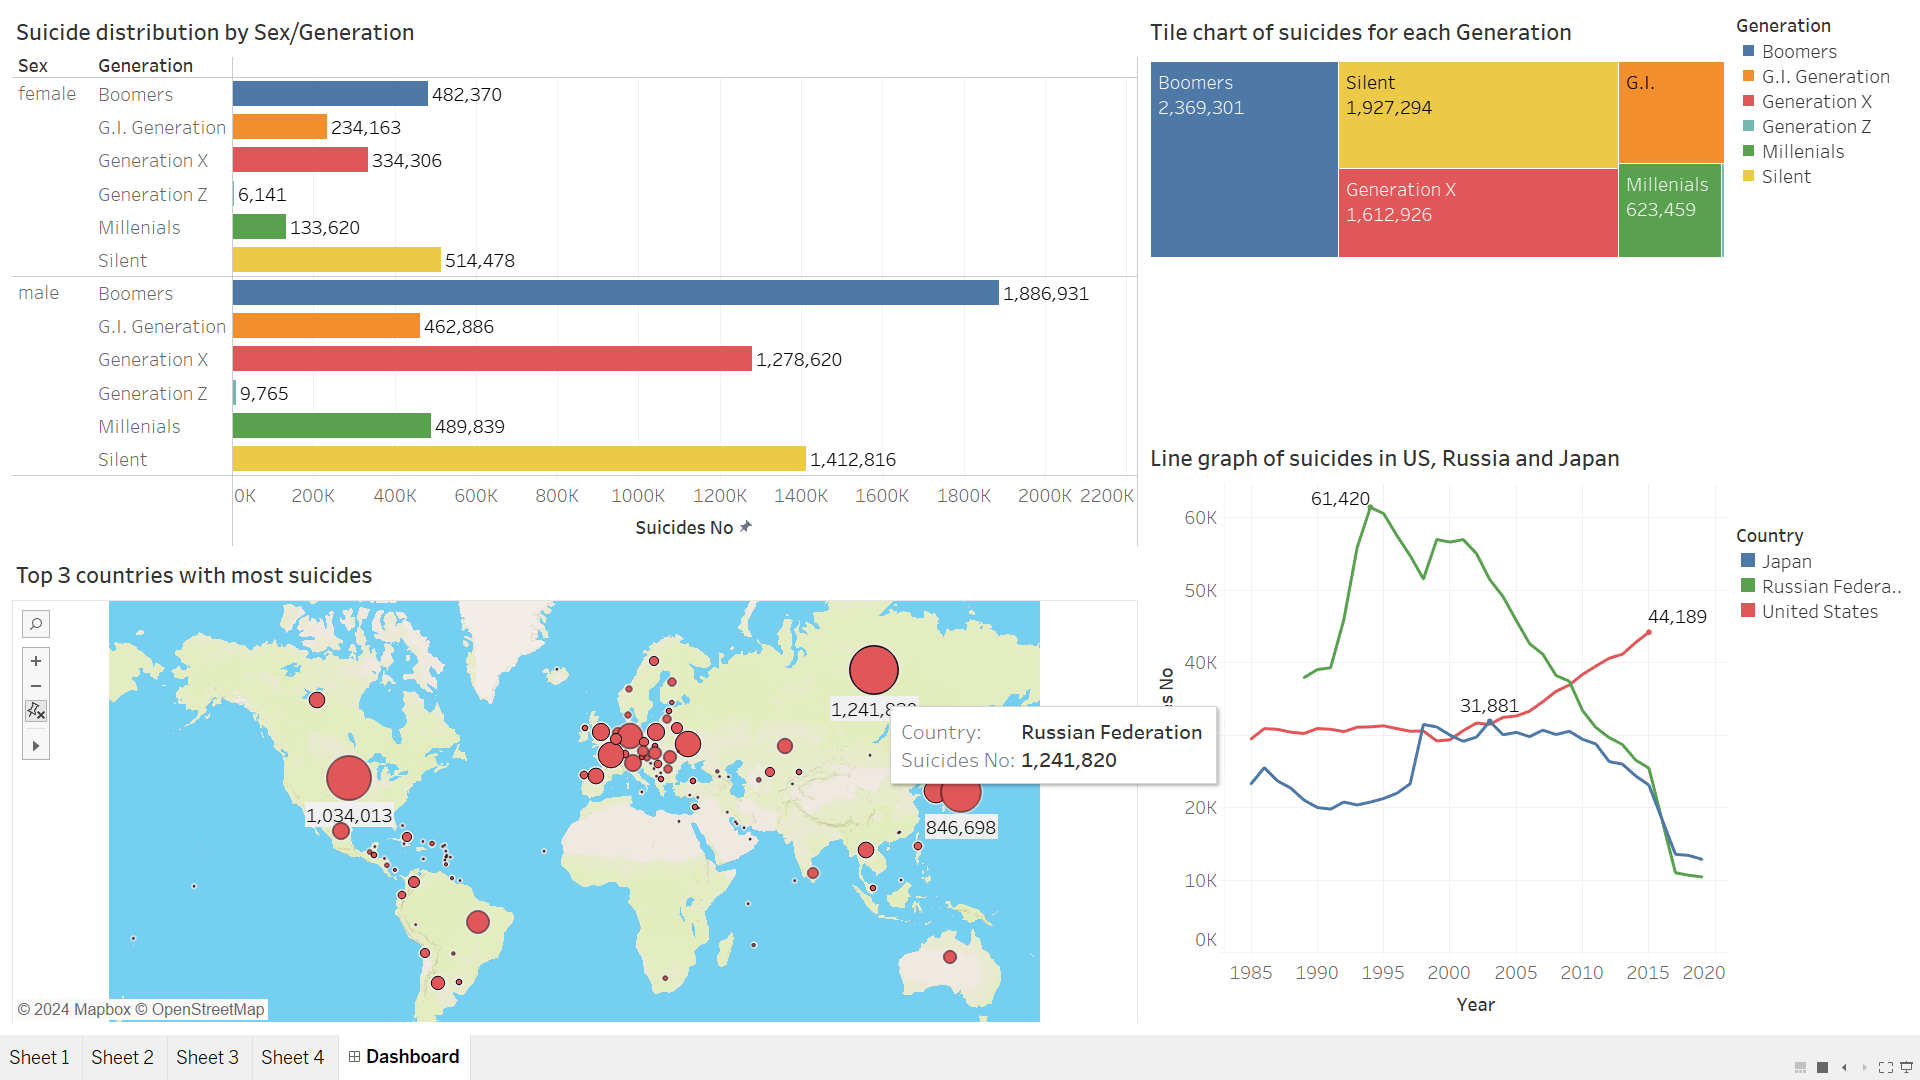 Suicide distribution by Sex/Generation
Sex Generation
female Boomers 482,370
G.I. Generation 234,163
Generation X 334,306
Generation Z 6,141
Millenials 133,620
Silent 514,478
male Boomers 1,886,931
G.I. Generation 462,886
Generation X 1,278,620
Generation Z 9,765
Millenials 489,839
Silent 1,412,816
0K 200K 400K 600K 800K 1000K 1200K 1400K 1600K 1800K 2000K 2200K
Suicides No
Tile chart of suicides for each Generation
Boomers
2,369,301
Silent
1,927,294
Generation X
1,612,926
G.I.
Millenials
623,459
Generation
Boomers
G.I. Generation
Generation X
Generation Z
Millenials
Silent
Top 3 countries with most suicides
1,034,013
846,698
Country: Russian Federation
Suicides No: 1,241,820
© 2024 Mapbox © OpenStreetMap
Line graph of suicides in US, Russia and Japan
61,420
44,189
31,881
60K
50K
40K
20K
10K
0K
1985 1990 1995 2000 2005 2010 2015 2020
Year
No
Country
Japan
Russian Federa..
United States
Sheet 1 Sheet 2 Sheet 3 Sheet 4 Dashboard